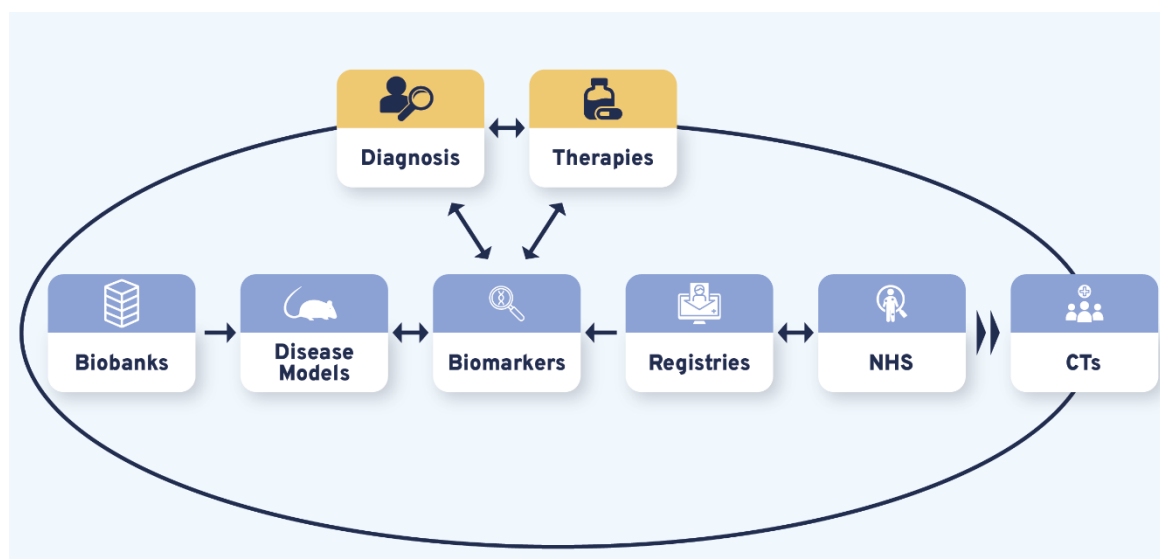 Diagnosis
Therapies
Biobanks
Disease
Models
Biomarkers
Registries
NHS
CTs